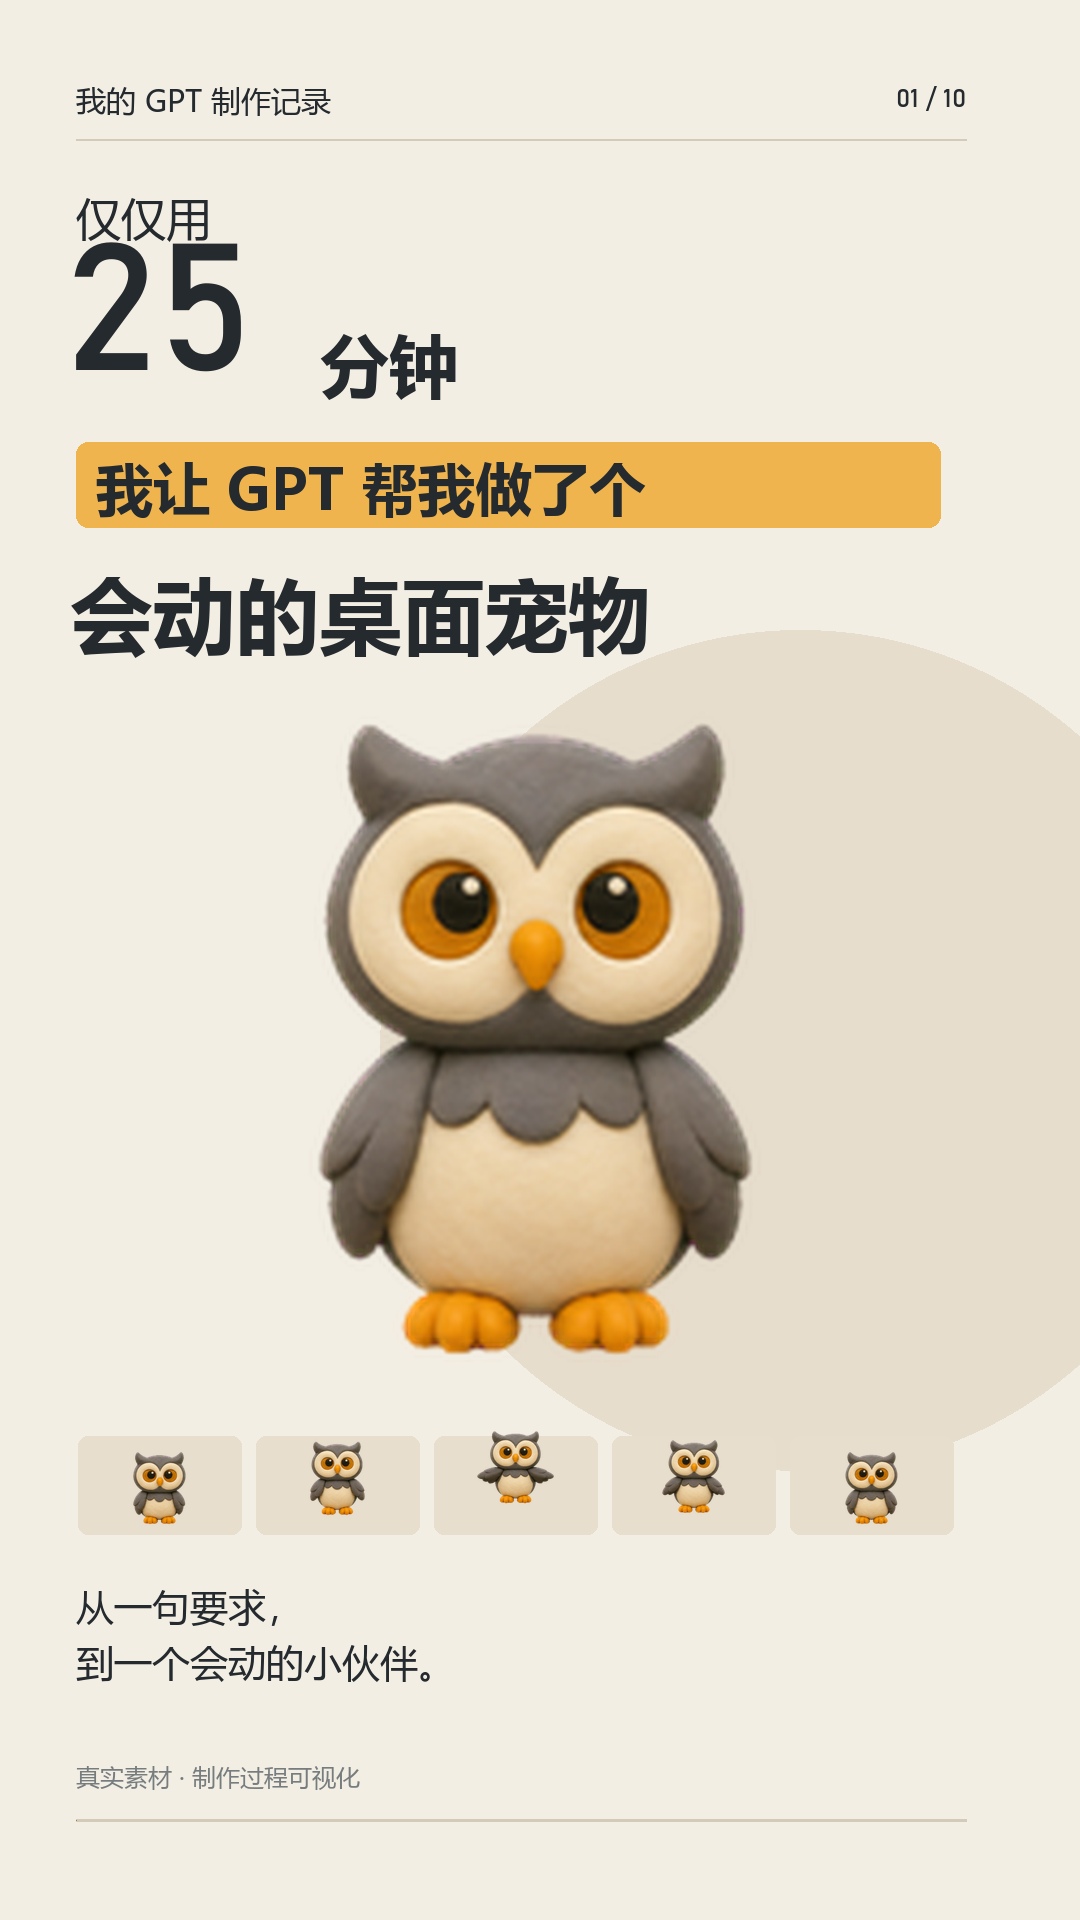 我的 GPT 制作记录
01 / 10
仅仅用
25 分钟
我让 GPT 帮我做了个
会动的桌面宠物
从一句要求，
到一个会动的小伙伴。
真实素材 · 制作过程可视化